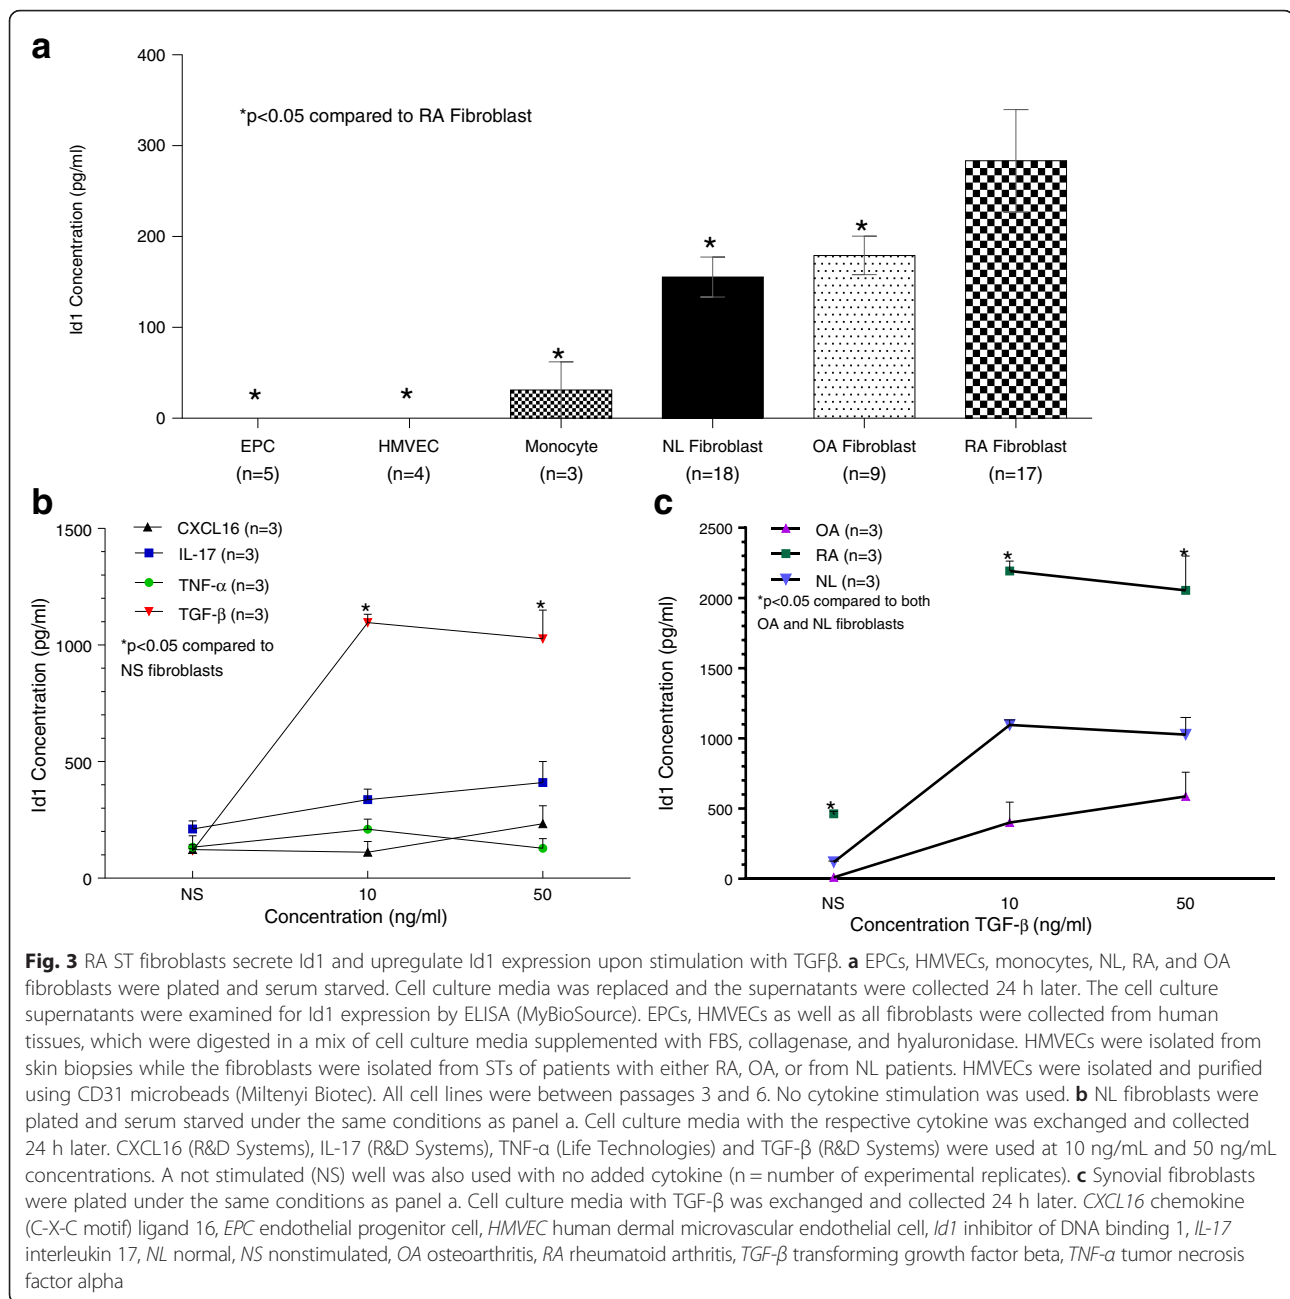 a
400
300
200
100
0
Id1 Concentration (pg/ml)
*p<0.05 compared to RA Fibroblast
*
*
*
*
*
EPC
(n=5)
HMVEC
(n=4)
Monocyte
(n=3)
NL Fibroblast
(n=18)
OA Fibroblast
(n=9)
RA Fibroblast
(n=17)
b
1500
1000
500
0
Id1 Concentration (pg/ml)
CXCL16 (n=3)
IL-17 (n=3)
TNF-α (n=3)
TGF-β (n=3)
*p<0.05 compared to
NS fibroblasts
*
*
NS
10
50
Concentration (ng/ml)
c
2500
2000
1500
1000
500
0
Id1 Concentration (pg/ml)
OA (n=3)
RA (n=3)
NL (n=3)
*p<0.05 compared to both
OA and NL fibroblasts
*
*
*
NS
10
50
Concentration TGF-β (ng/ml)
Fig. 3 RA ST fibroblasts secrete Id1 and upregulate Id1 expression upon stimulation with TGFβ. a EPCs, HMVECs, monocytes, NL, RA, and OA
fibroblasts were plated and serum starved. Cell culture media was replaced and the supernatants were collected 24 h later. The cell culture
supernatants were examined for Id1 expression by ELISA (MyBioSource). EPCs, HMVECs as well as all fibroblasts were collected from human
tissues, which were digested in a mix of cell culture media supplemented with FBS, collagenase, and hyaluronidase. HMVECs were isolated from
skin biopsies while the fibroblasts were isolated from STs of patients with either RA, OA, or from NL patients. HMVECs were isolated and purified
using CD31 microbeads (Miltenyi Biotec). All cell lines were between passages 3 and 6. No cytokine stimulation was used. b NL fibroblasts were
plated and serum starved under the same conditions as panel a. Cell culture media with the respective cytokine was exchanged and collected
24 h later. CXCL16 (R&D Systems), IL-17 (R&D Systems), TNF-α (Life Technologies) and TGF-β (R&D Systems) were used at 10 ng/mL and 50 ng/mL
concentrations. A not stimulated (NS) well was also used with no added cytokine (n = number of experimental replicates). c Synovial fibroblasts
were plated under the same conditions as panel a. Cell culture media with TGF-β was exchanged and collected 24 h later. CXCL16 chemokine
(C-X-C motif) ligand 16, EPC endothelial progenitor cell, HMVEC human dermal microvascular endothelial cell, Id1 inhibitor of DNA binding 1, IL-17
interleukin 17, NL normal, NS nonstimulated, OA osteoarthritis, RA rheumatoid arthritis, TGF-β transforming growth factor beta, TNF-α tumor necrosis
factor alpha